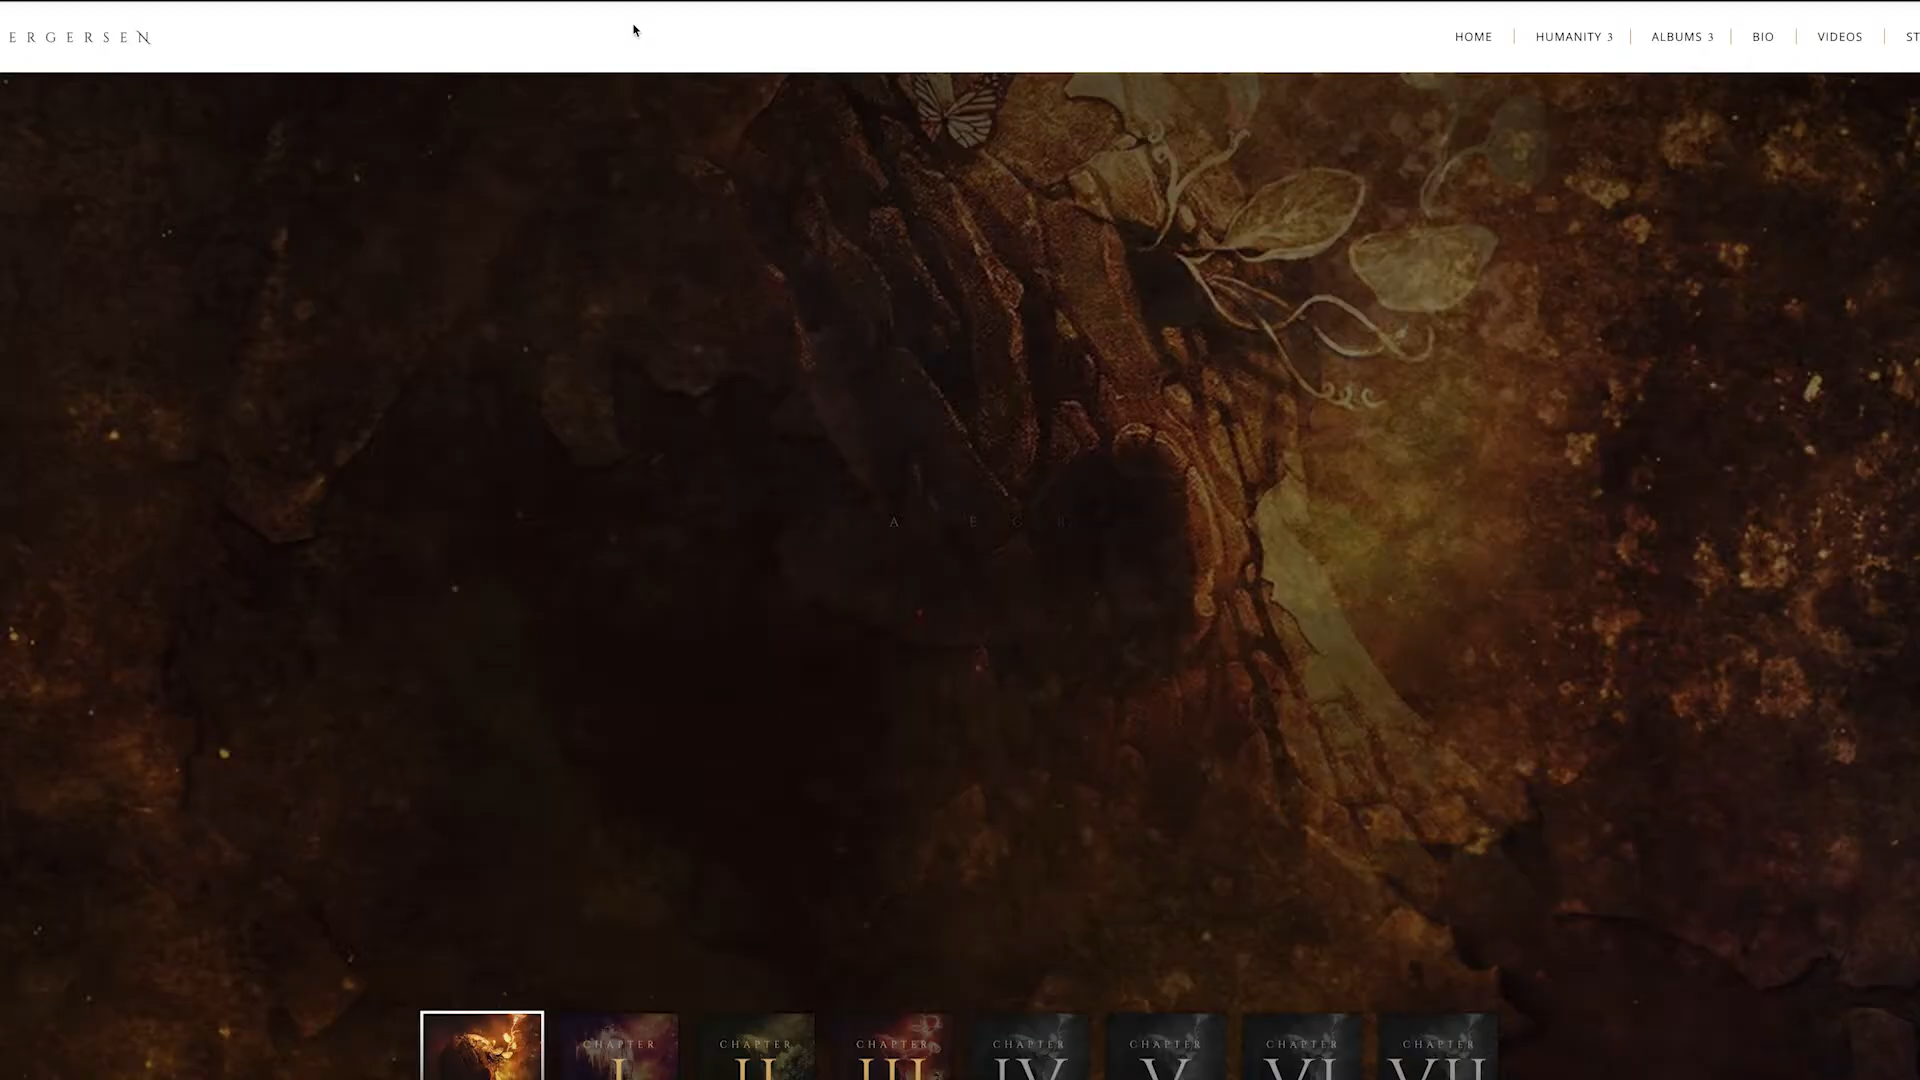 ERGERSEN
HOME
HUMANITY 3
ALBUMS 3
BIO
VIDEOS
ST
A E G R
CHAPTER
I
CHAPTER
II
CHAPTER
III
CHAPTER
IV
CHAPTER
V
CHAPTER
VI
CHAPTER
VII